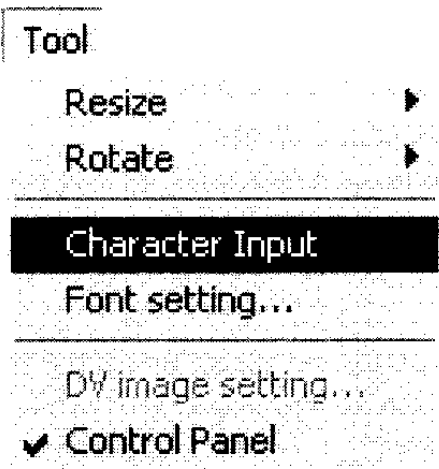 Tool
Resize
Rotate
Character Input
Font setting...
DV image setting...
Control Panel